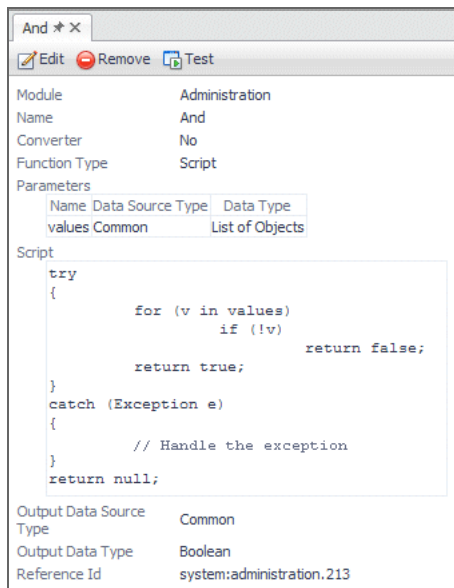 And
Edit Remove Test
Module Administration
Name And
Converter No
Function Type Script
Parameters
Name Data Source Type Data Type
values Common List of Objects
Script
try
{
for (v in values)
if (!v)
return false;
return true;
}
catch (Exception e)
{
// Handle the exception
}
return null;
Output Data Source
Type Common
Output Data Type Boolean
Reference Id system:administration.213